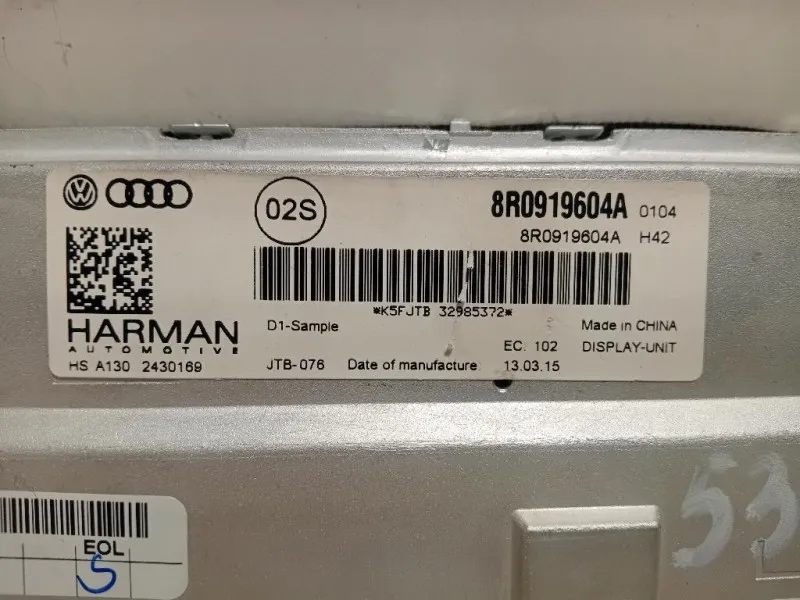 02S
8R0919604A 0104
8R0919604A H42
*K5FJTB 32985372*
HARMAN
AUTOMOTIVE
D1-Sample
Made in CHINA
EC. 102 DISPLAY-UNIT
HS A130 2430169
JTB-076 Date of manufacture 13.03.15
EOL
S
53